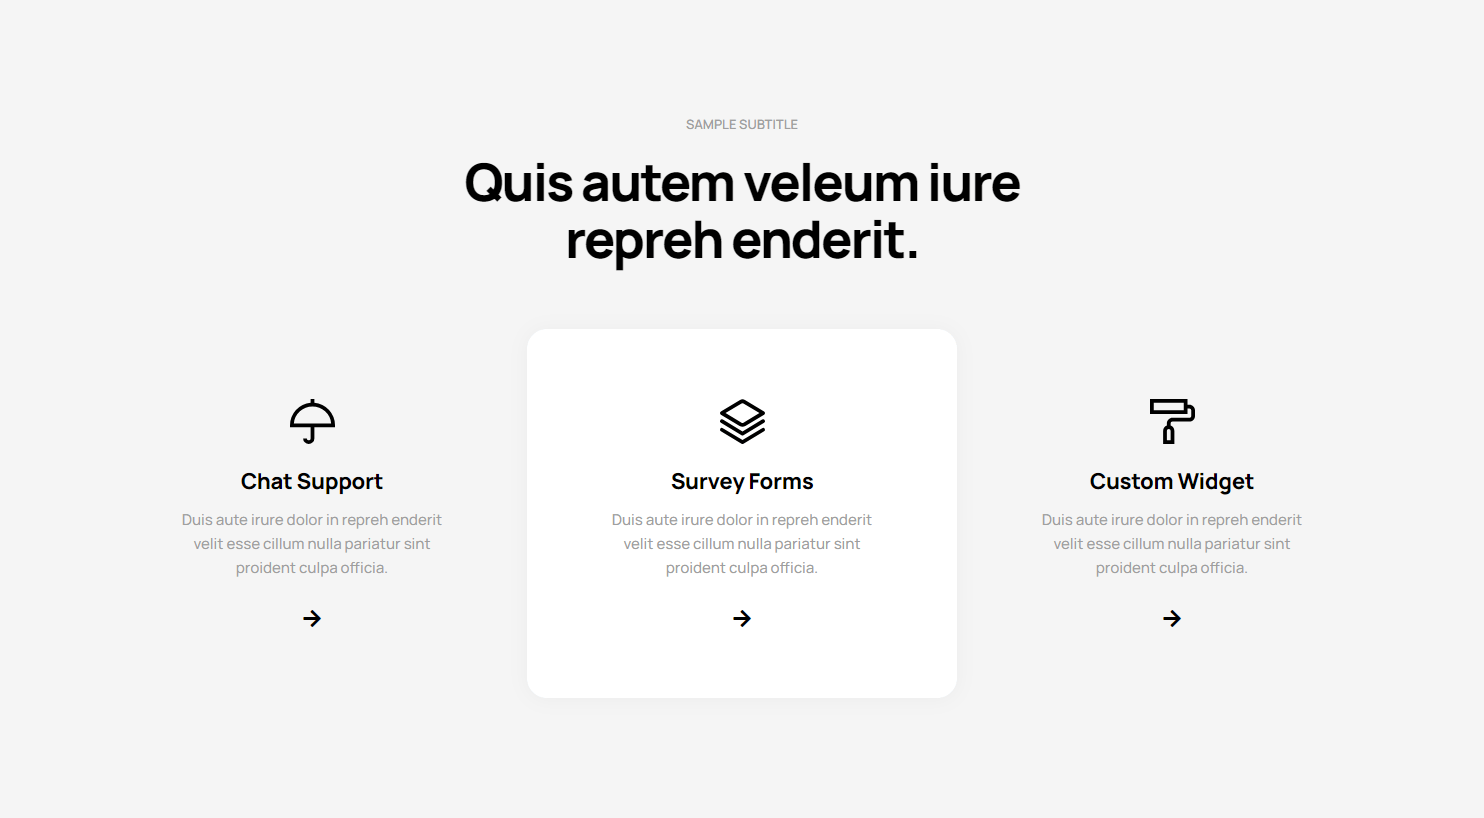 SAMPLE SUBTITLE
Quis autem veleum iure
repreh enderit.
Chat Support
Duis aute irure dolor in repreh enderit
velit esse cillum nulla pariatur sint
proident culpa officia.
Survey Forms
Duis aute irure dolor in repreh enderit
velit esse cillum nulla pariatur sint
proident culpa officia.
Custom Widget
Duis aute irure dolor in repreh enderit
velit esse cillum nulla pariatur sint
proident culpa officia.